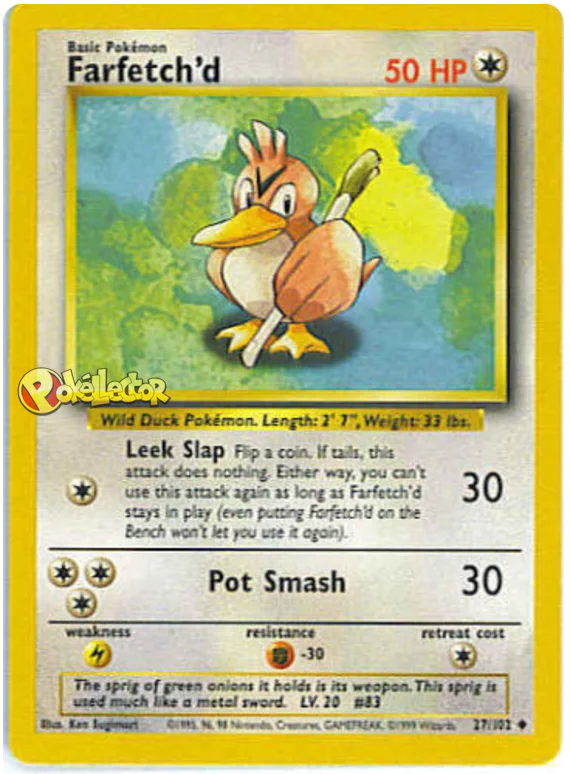 Basic Pokémon
Farfetch'd 50 HP
Pokéllector
Wild Duck Pokémon. Length: 2' 7", Weight: 33 lbs.
Leek Slap Flip a coin. If tails, this
attack does nothing. Either way, you can't
use this attack again as long as Farfetch'd
stays in play (even putting Farfetch'd on the
Bench won't let you use it again).
30
Pot Smash 30
weakness resistance retreat cost
-30
The sprig of green onions it holds is its weapon. This sprig is
used much like a metal sword. LV. 20 #83
Illus. Ken Sugimori ©1995, 96, 98 Nintendo, Creatures, GAMEFREAK. ©1999 Wizards. 27/102